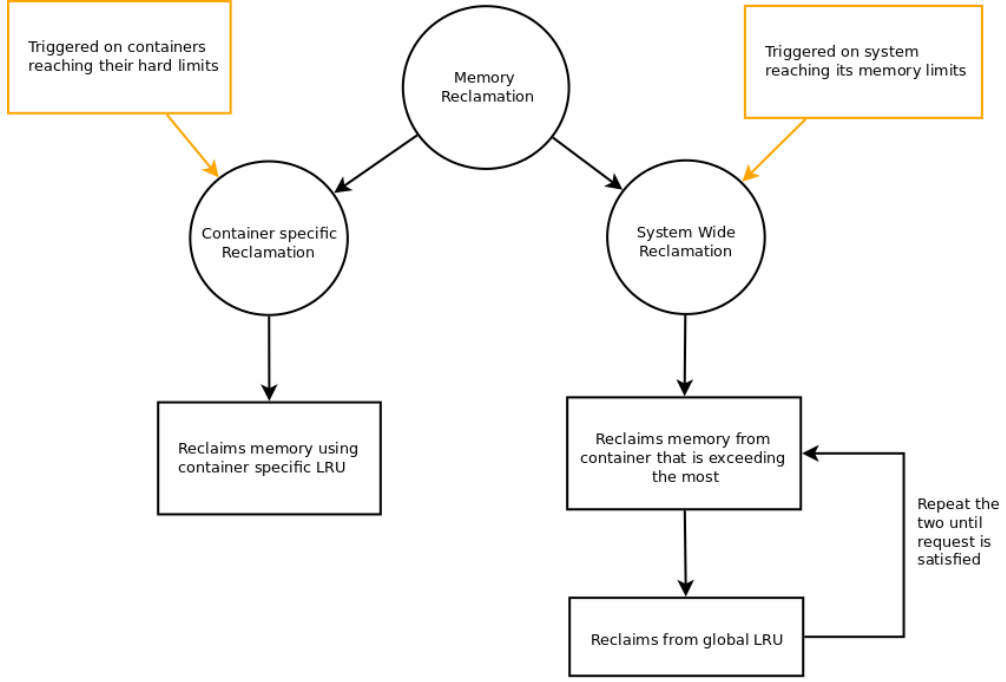 Triggered on containers
reaching their hard limits
Memory
Reclamation
Triggered on system
reaching its memory limits
Container specific
Reclamation
System Wide
Reclamation
Reclaims memory using
container specific LRU
Reclaims memory from
container that is exceeding
the most
Repeat the
two until
request is
satisfied
Reclaims from global LRU